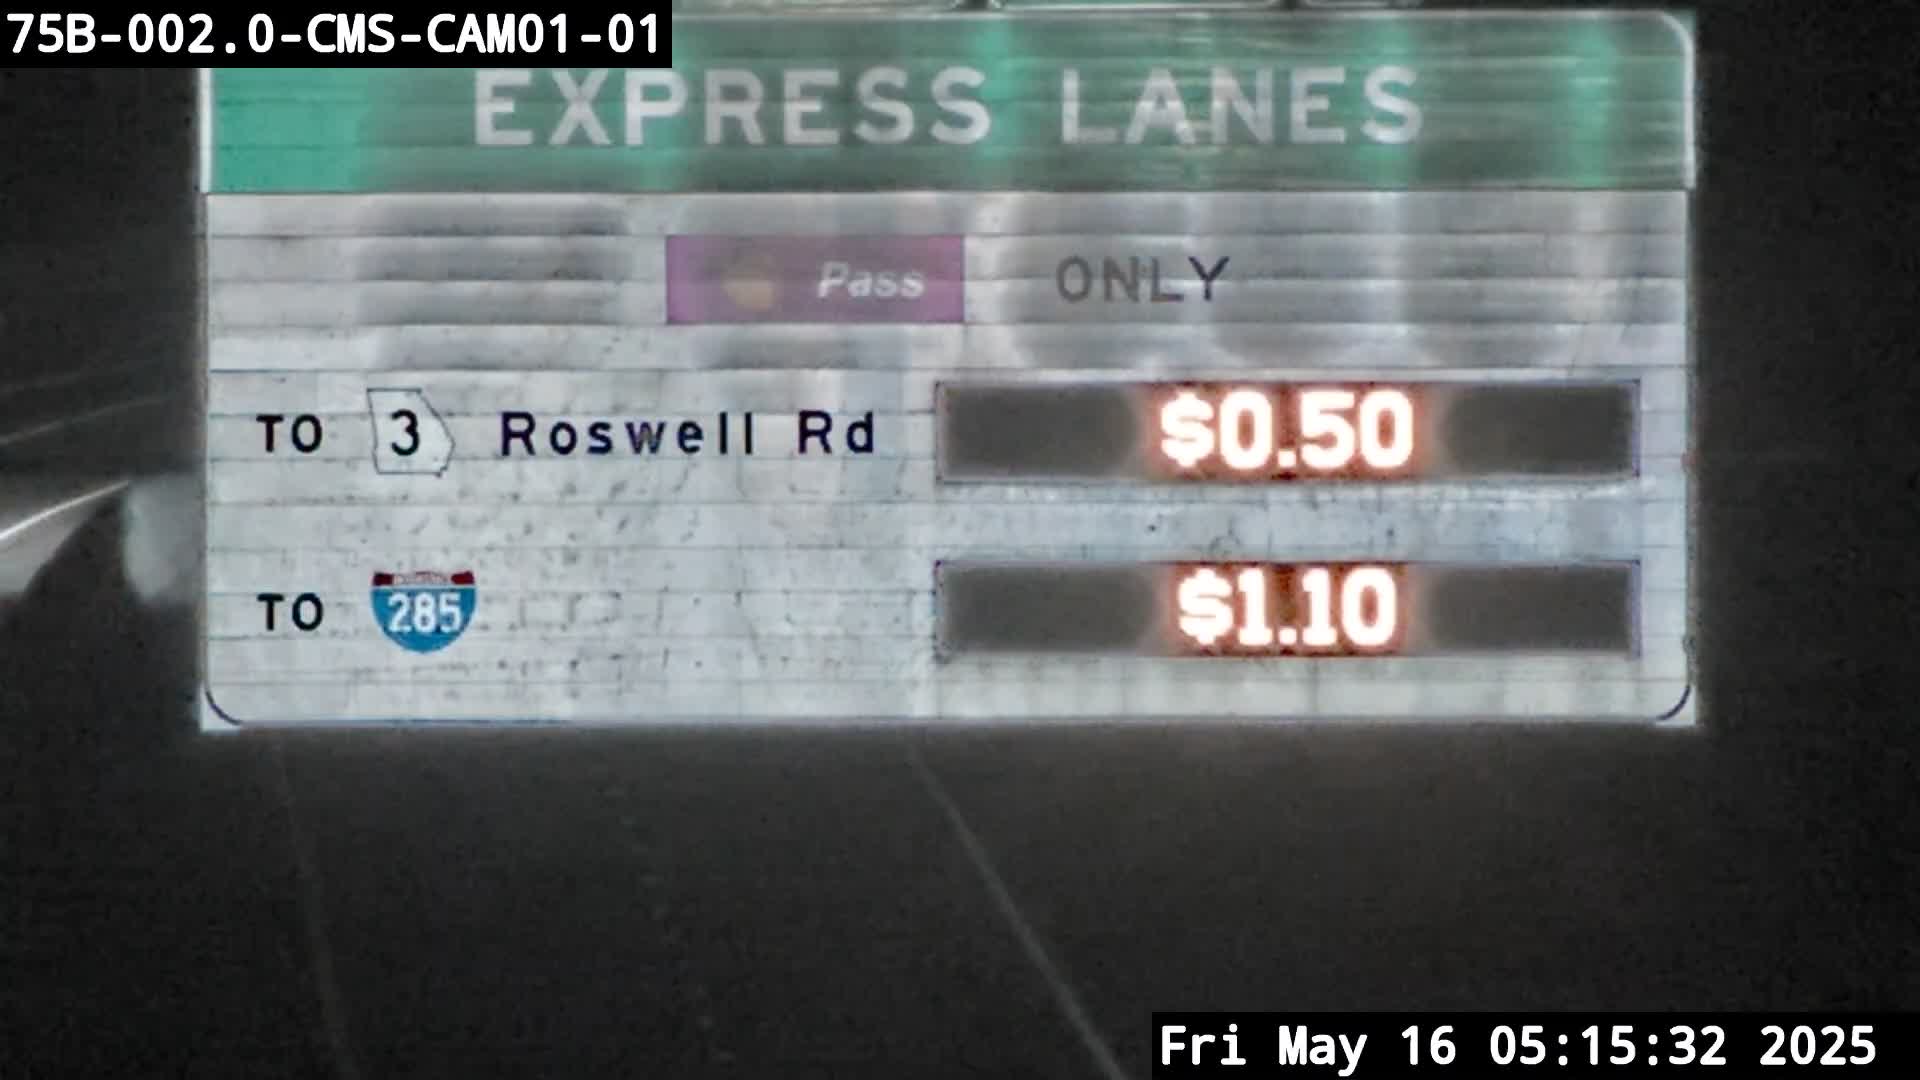 75B-002.0-CMS-CAM01-01
EXPRESS LANES
Pass ONLY
TO 3 Roswell Rd $0.50
TO 285 $1.10
Fri May 16 05:15:32 2025